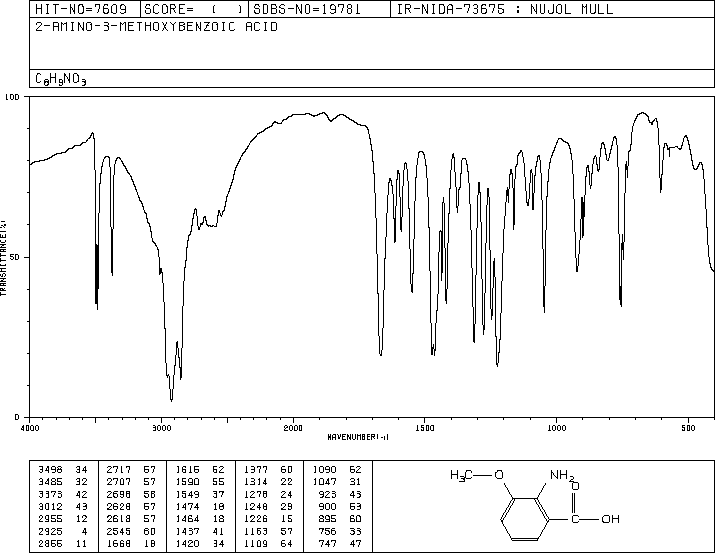 HIT-NO=7609 SCORE= ( ) SDBS-NO=19781 IR-NIDA-73675 : NUJOL MULL
2-AMINO-3-METHOXYBENZOIC ACID
C8H9NO3
100
50
0
TRANSMITTANCE(%)
4000 3000 2000 1500 1000 500
WAVENUMBER(-1)
3498 34 2717 57 1616 52 1377 60 1090 62
3485 32 2707 57 1590 55 1314 22 1047 31
3373 42 2698 58 1549 37 1278 24 923 43
3012 43 2628 57 1474 18 1248 29 900 53
2955 12 2618 57 1464 18 1226 15 895 60
2925 4 2545 60 1437 41 1163 57 756 33
2855 11 1668 18 1420 34 1109 64 747 47
H3C O NH2
O
C OH